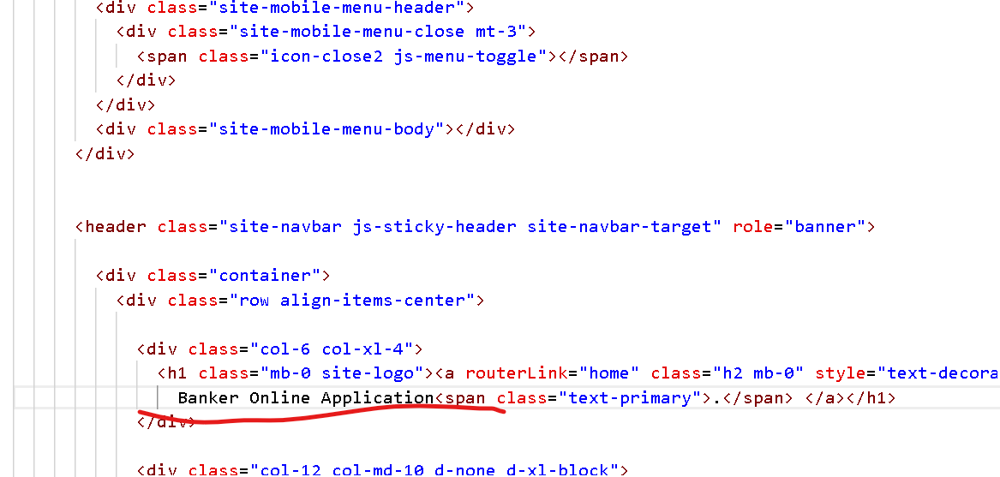 <div class="site-mobile-menu-header">
<div class="site-mobile-menu-close mt-3">
<span class="icon-close2 js-menu-toggle"></span>
</div>
</div>
<div class="site-mobile-menu-body"></div>
</div>
<header class="site-navbar js-sticky-header site-navbar-target" role="banner">
<div class="container">
<div class="row align-items-center">
<div class="col-6 col-xl-4">
<h1 class="mb-0 site-logo"><a routerLink="home" class="h2 mb-0" style="text-decora
Banker Online Application<span class="text-primary">.</span> </a></h1>
</div>
<div class="col-12 col-md-10 d-none d-xl-block">